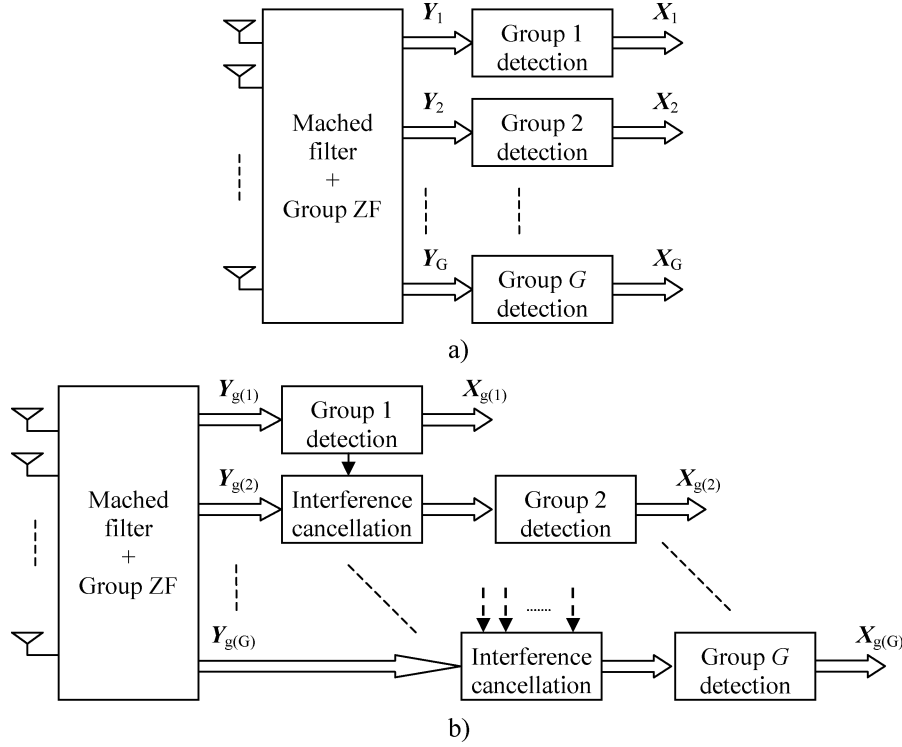 Y1
Group 1
detection
X1
Y2
Group 2
detection
X2
Mached
filter
+
Group ZF
YG
Group G
detection
XG
a)
Yg(1)
Group 1
detection
Xg(1)
Yg(2)
Interference
cancellation
Group 2
detection
Xg(2)
Mached
filter
+
Group ZF
Yg(G)
Interference
cancellation
Group G
detection
Xg(G)
b)